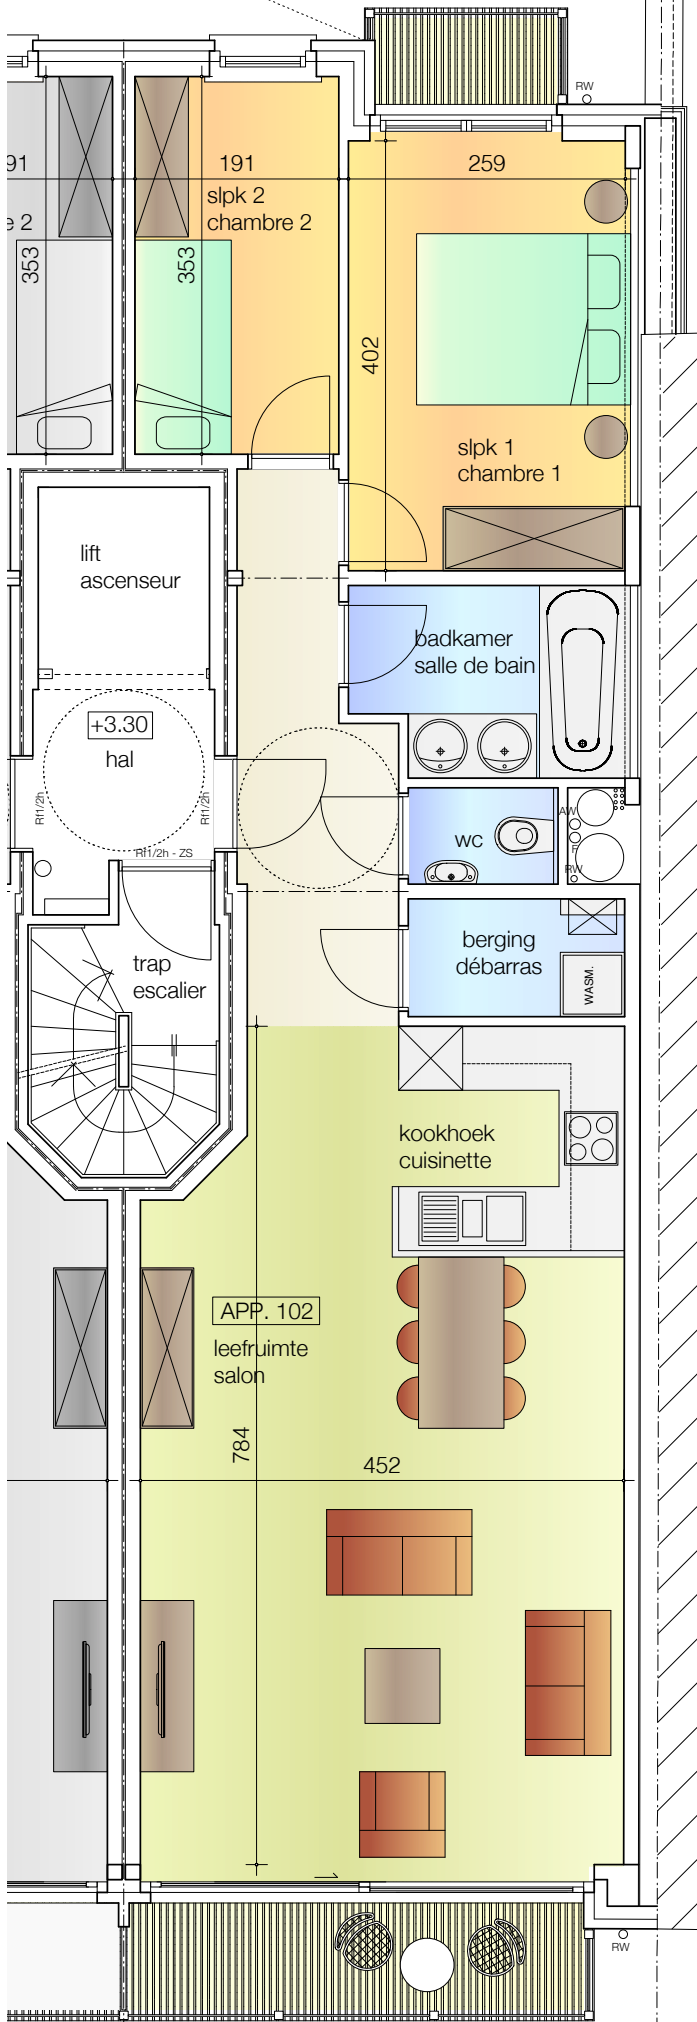 RW
91
191
259
slpk 2
chambre 2
e 2
353
353
402
slpk 1
chambre 1
lift
ascenseur
badkamer
salle de bain
+3.30
hal
Rf1/2h
Rf1/2h
Rf1/2h - ZS
AW
F
RW
wc
berging
débarras
WASM.
trap
escalier
kookhoek
cuisinette
APP. 102
leefruimte
salon
784
452
RW